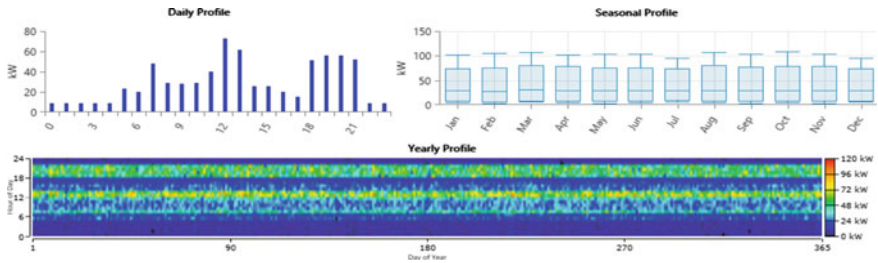 Daily Profile
80
60
40
20
0
kW
0 3 6 9 12 15 18 21
Seasonal Profile
150
100
50
0
kW
Jan Feb Mar Apr May Jun Jul Aug Sep Oct Nov Dec
Yearly Profile
24
18
12
6
0
Hour of Day
1 90 180 270 365
Day of Year
120 kW
96 kW
72 kW
48 kW
24 kW
0 kW